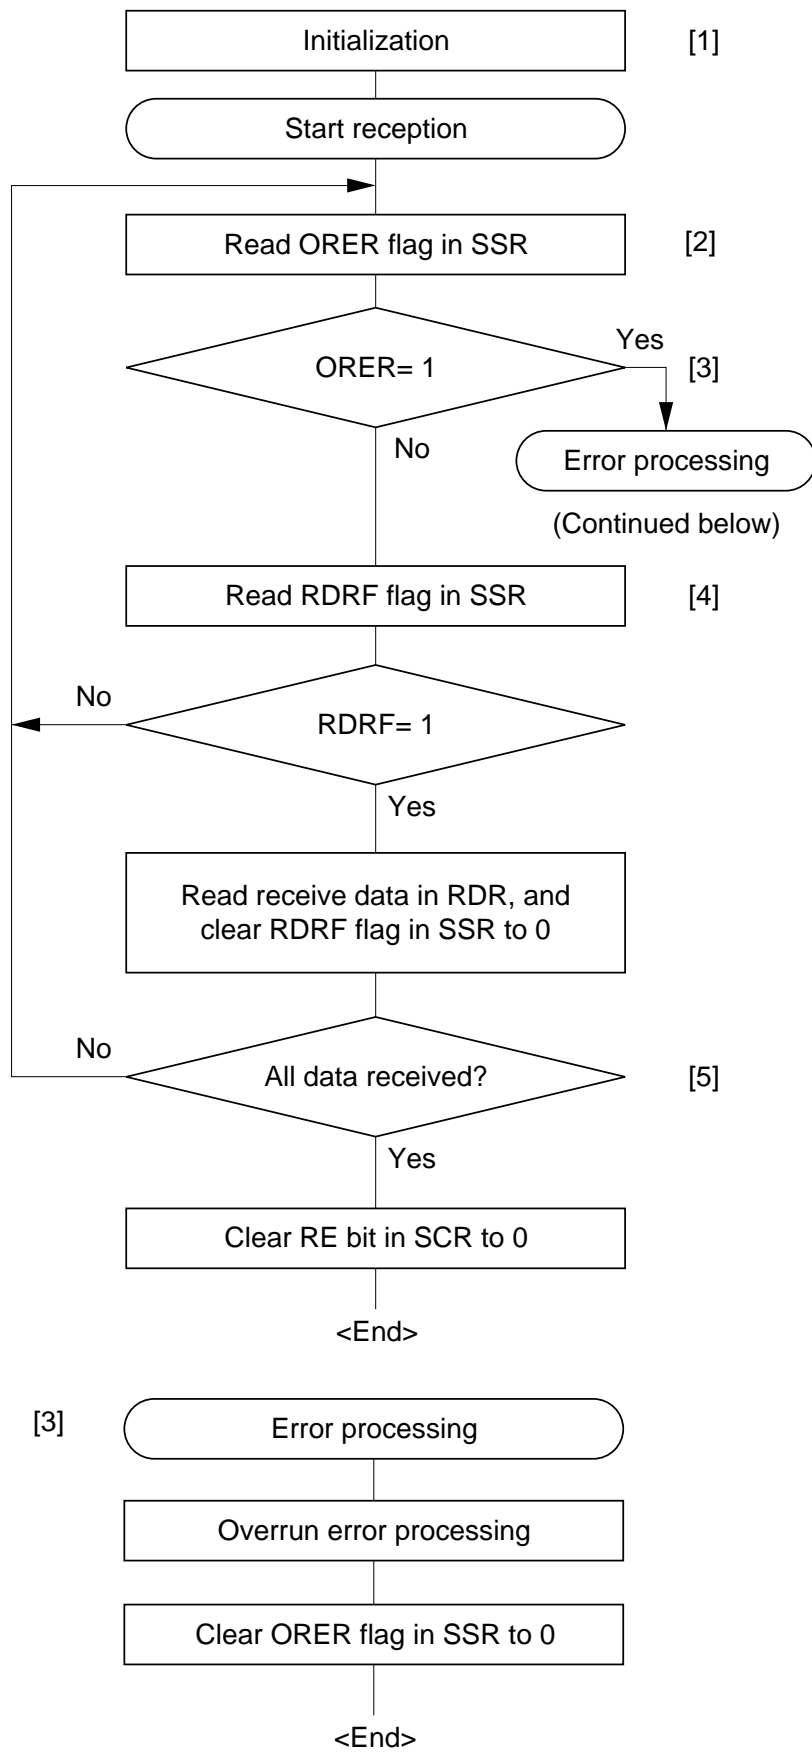 Initialization
[1]
Start reception
Read ORER flag in SSR
[2]
ORER= 1
Yes
[3]
No
Error processing
(Continued below)
Read RDRF flag in SSR
[4]
No
RDRF= 1
Yes
Read receive data in RDR, and
clear RDRF flag in SSR to 0
No
All data received?
[5]
Yes
Clear RE bit in SCR to 0
<End>
[3]
Error processing
Overrun error processing
Clear ORER flag in SSR to 0
<End>